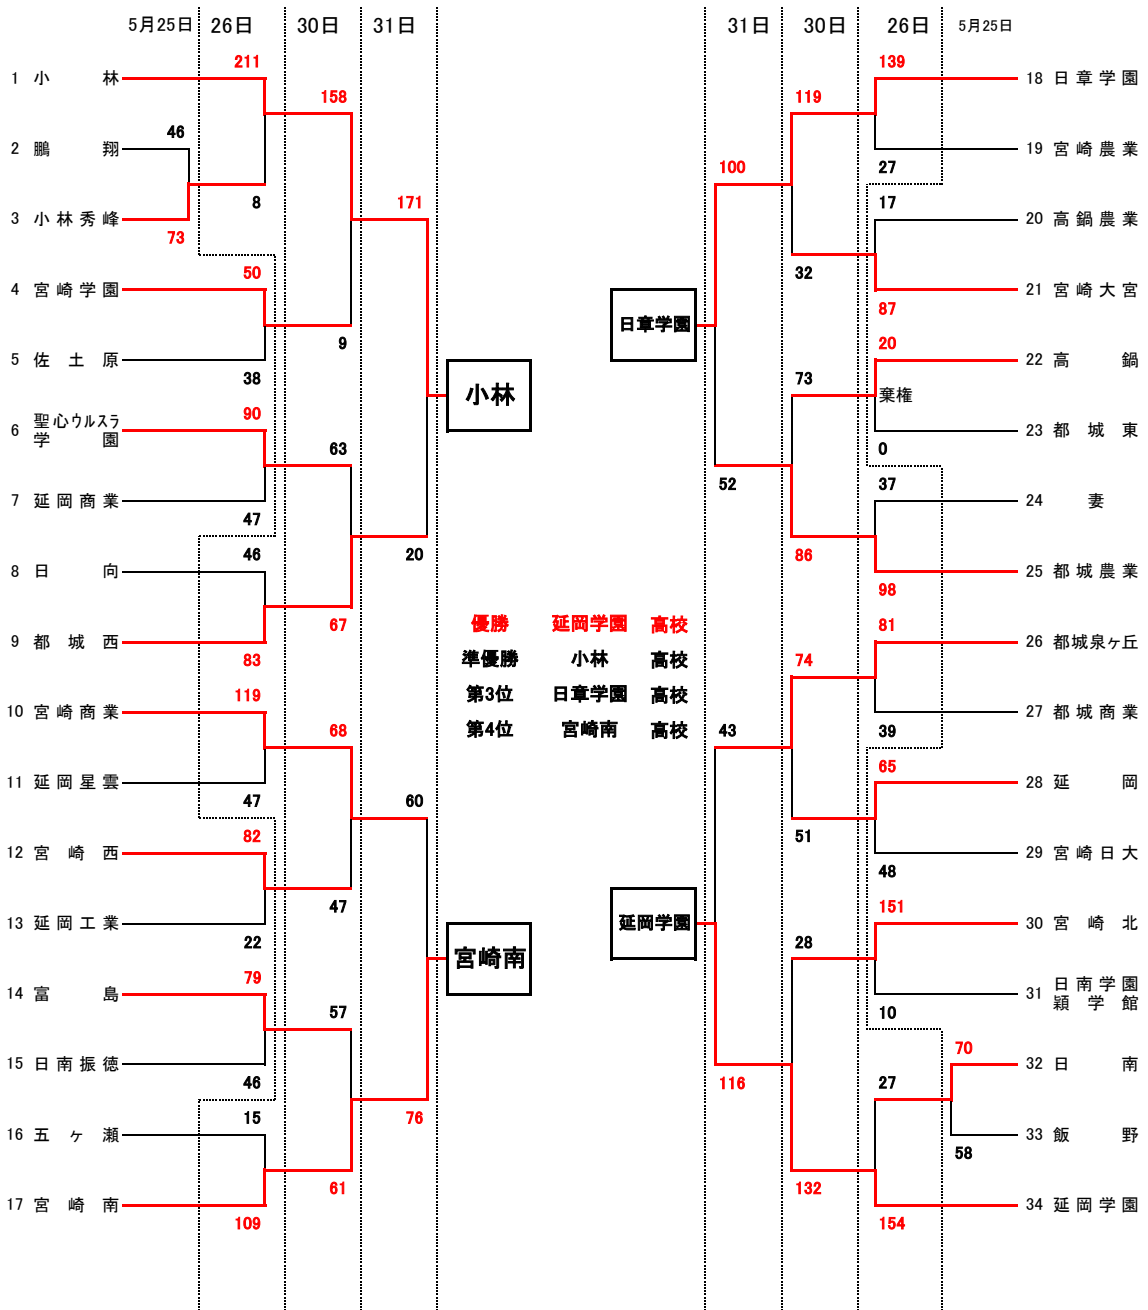 5月25日 26日 30日 31日
31日 30日 26日 5月25日
211
1 小林
158
46
2 鵬翔
8
171
3 小林秀峰
73
50
4 宮崎学園
9
5 佐土原
38
小林
90
6 聖心ウルスラ学園
63
7 延岡商業
47
46
20
8 日向
67
9 都城西
83
119
10 宮崎商業
68
11 延岡星雲
47
60
82
12 宮崎西
47
13 延岡工業
22
宮崎南
79
14 富島
57
15 日南振徳
46
15
76
16 五ヶ瀬
61
17 宮崎南
109
優勝 延岡学園 高校
準優勝 小林 高校
第3位 日章学園 高校
第4位 宮崎南 高校
139
18 日章学園
119
19 宮崎農業
27
100
17
20 高鍋農業
32
21 宮崎大宮
87
日章学園
20
22 高鍋
73
棄権
23 都城東
0
52
37
24 妻
86
25 都城農業
98
81
26 都城泉ヶ丘
74
27 都城商業
39
43
65
28 延岡
51
29 宮崎日大
48
延岡学園
151
30 宮崎北
28
31 日南学園穎学館
10
70
32 日南
116
27
33 飯野
58
132
34 延岡学園
154